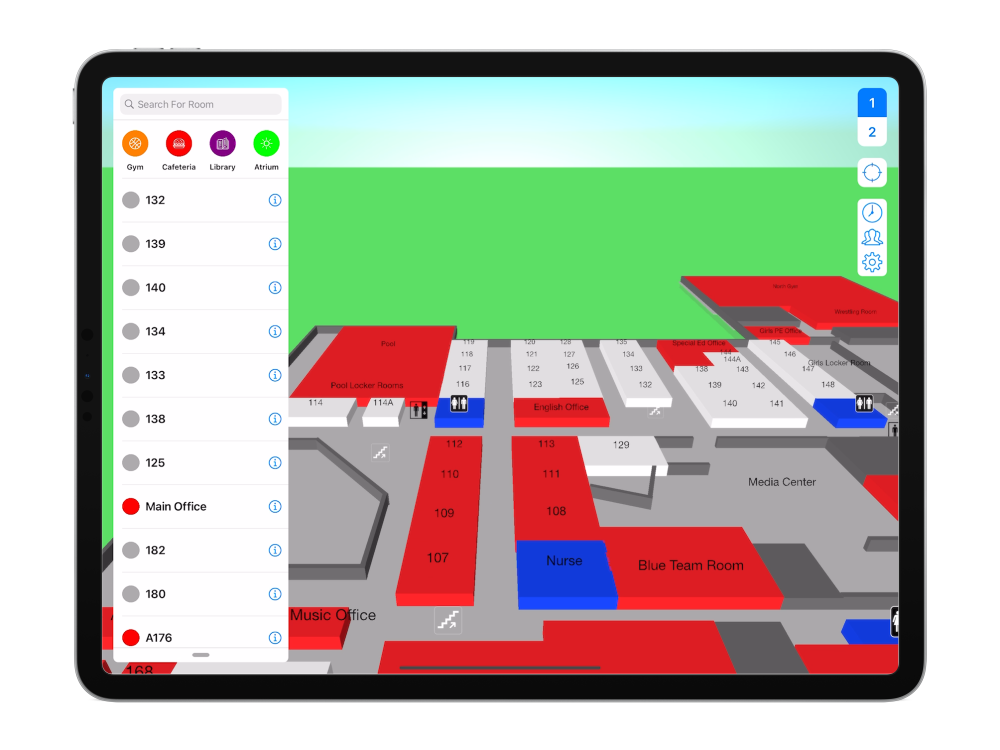 Search For Room
Gym
Cafeteria
Library
Atrium
132
139
140
134
133
138
125
Main Office
182
180
A176
1
2
Wrestling Room
Girls PE Office
Pool
119
120
128
135
Special Ed Office
145
118
121
127
134
144A
146
Girls Locker Room
117
122
126
133
138
143
147
Pool Locker Rooms
116
123
125
132
139
142
148
114
114A
English Office
140
141
112
113
129
110
111
Media Center
109
108
107
Nurse
Blue Team Room
Music Office
168